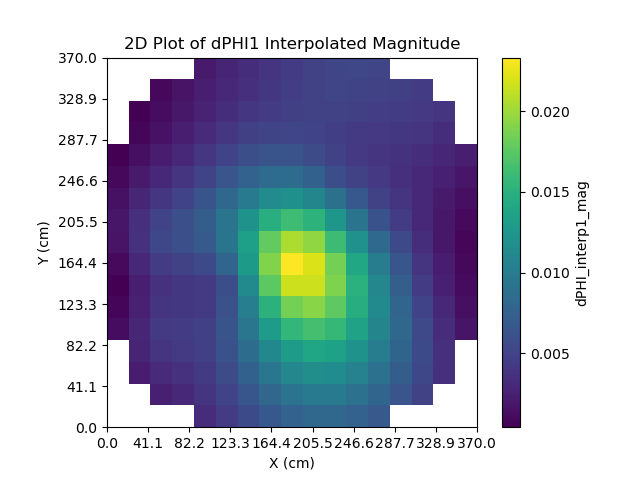 2D Plot of dPHI1 Interpolated Magnitude
370.0
328.9
287.7
246.6
205.5
164.4
123.3
82.2
41.1
0.0
Y (cm)
0.0 41.1 82.2 123.3 164.4 205.5 246.6 287.7 328.9 370.0
X (cm)
0.020
0.015
0.010
0.005
dPHI_interp1_mag